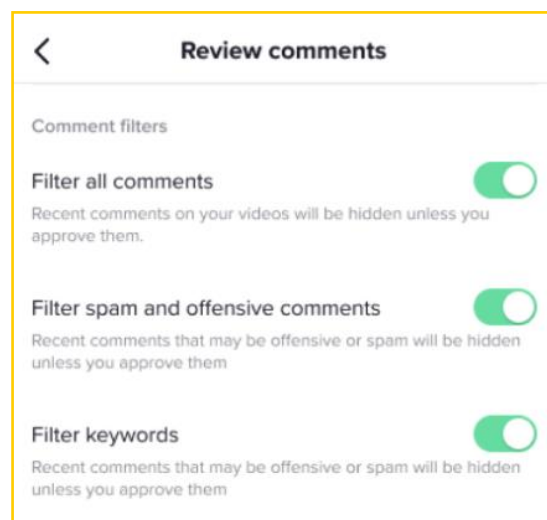 Review comments
Comment filters
Filter all comments
Recent comments on your videos will be hidden unless you
approve them.
Filter spam and offensive comments
Recent comments that may be offensive or spam will be hidden
unless you approve them
Filter keywords
Recent comments that may be offensive or spam will be hidden
unless you approve them